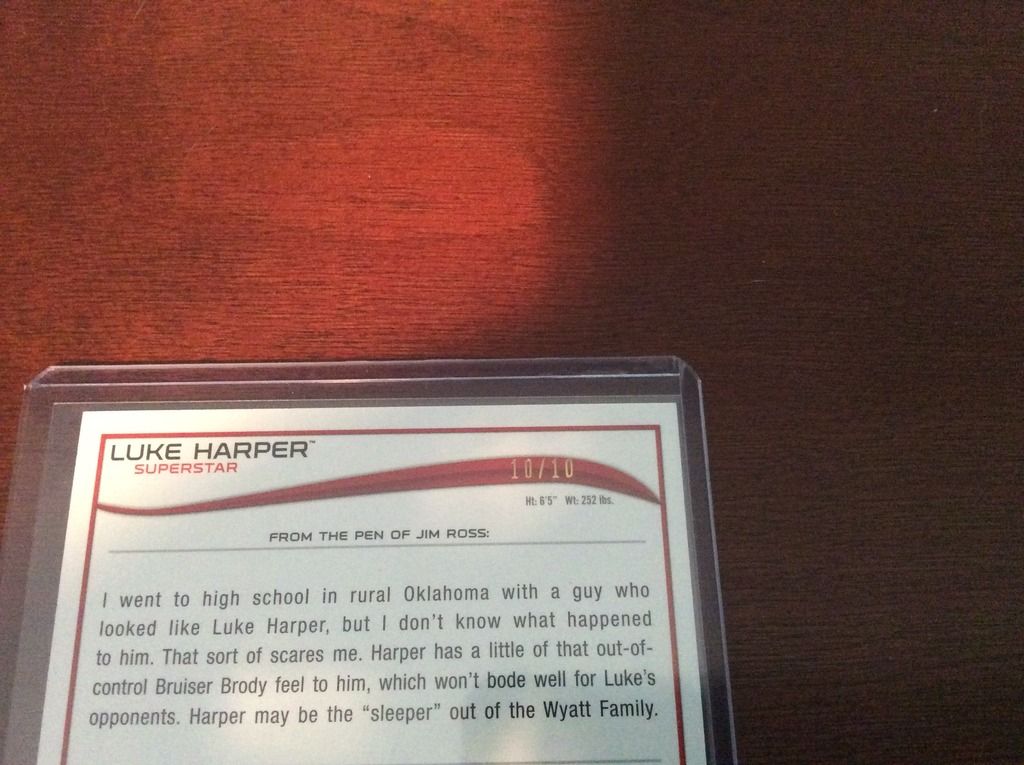 LUKE HARPER™
SUPERSTAR
10/10
Ht: 6'5" Wt: 252 lbs.
FROM THE PEN OF JIM ROSS:
I went to high school in rural Oklahoma with a guy who
looked like Luke Harper, but I don't know what happened
to him. That sort of scares me. Harper has a little of that out-of-
control Bruiser Brody feel to him, which won't bode well for Luke's
opponents. Harper may be the “sleeper” out of the Wyatt Family.